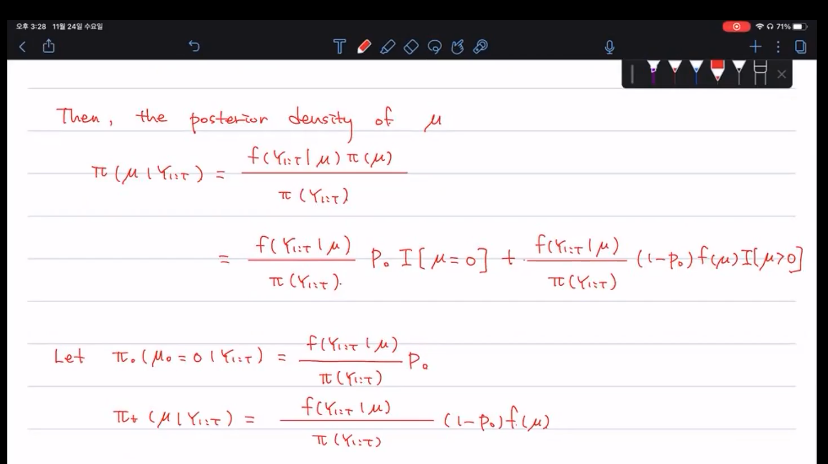 오후 3:28 11월 24일 수요일 71%
Then, the posterior density of μ
π(μ|Y₁:T) = f(Y₁:T|μ)π(μ) / π(Y₁:T)
= f(Y₁:T|μ) / π(Y₁:T). P₀ I[μ=0] + f(Y₁:T|μ) / π(Y₁:T) (1-p₀)f(μ)I[μ>0]
Let π₀(μ₀=0|Y₁:T) = f(Y₁:T|μ) / π(Y₁:T) P₀
π₊(μ|Y₁:T) = f(Y₁:T|μ) / π(Y₁:T) (1-P₀)f(μ)